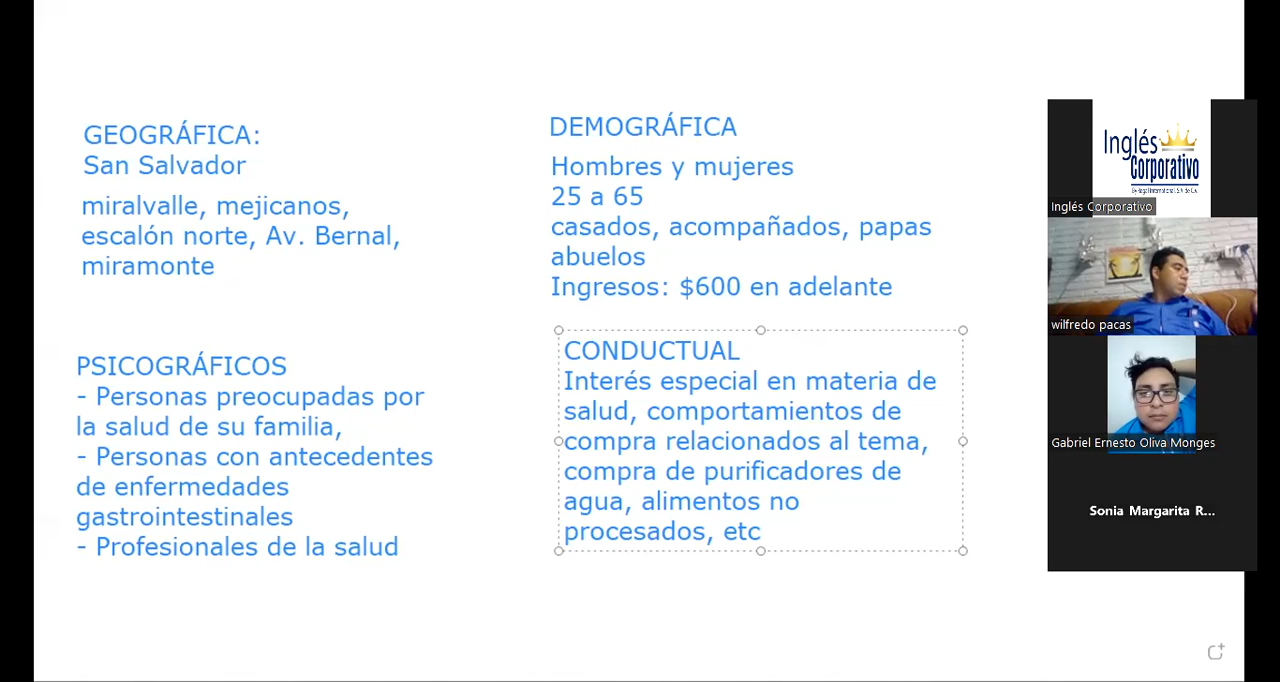 GEOGRÁFICA:
San Salvador
miralvalle, mejicanos,
escalón norte, Av. Bernal,
miramonte
DEMOGRÁFICA
Hombres y mujeres
25 a 65
casados, acompañados, papas
abuelos
Ingresos: $600 en adelante
PSICOGRÁFICOS
- Personas preocupadas por
la salud de su familia,
- Personas con antecedentes
de enfermedades
gastrointestinales
- Profesionales de la salud
CONDUCTUAL
Interés especial en materia de
salud, comportamientos de
compra relacionados al tema,
compra de purificadores de
agua, alimentos no
procesados, etc
Inglés
Corporativo
Inglés Corporativo
wilfredo pacas
Gabriel Ernesto Oliva Monges
Sonia Margarita R...